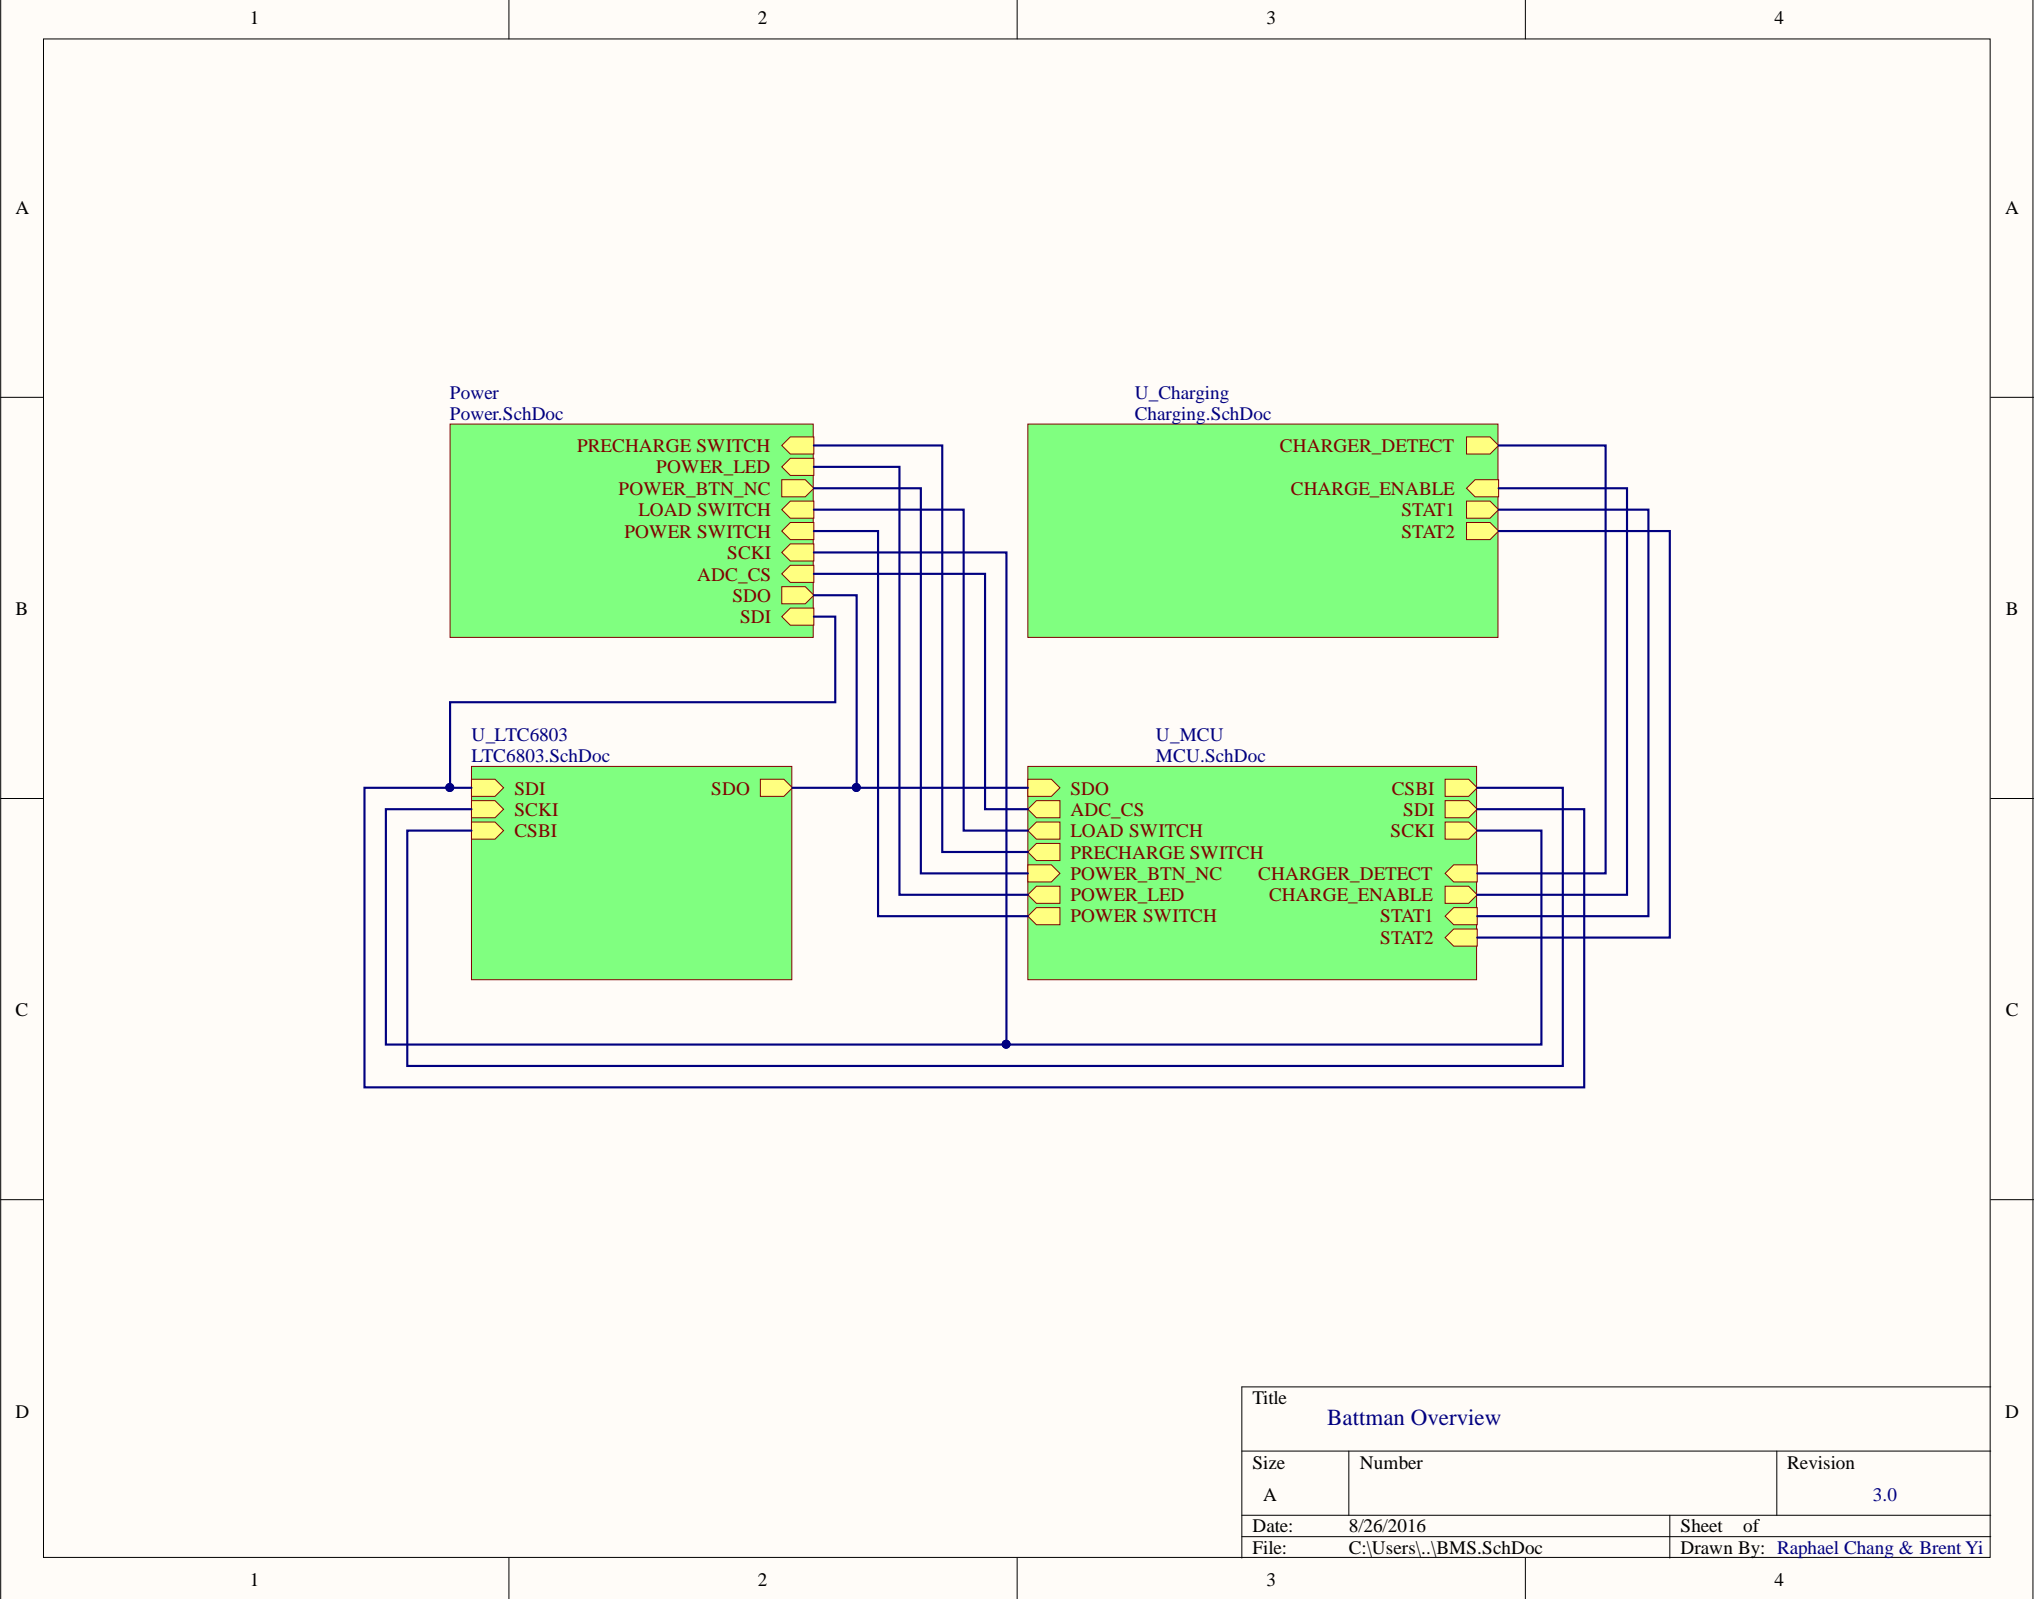 1 2 3 4
A A
Power
Power.SchDoc
PRECHARGE SWITCH
POWER_LED
POWER_BTN_NC
LOAD SWITCH
POWER SWITCH
SCKI
ADC_CS
SDO
SDI
U_Charging
Charging.SchDoc
CHARGER_DETECT
CHARGE_ENABLE
STAT1
STAT2
B B
U_LTC6803
LTC6803.SchDoc
SDI SDO
SCKI
CSBI
U_MCU
MCU.SchDoc
SDO CSBI
ADC_CS SDI
LOAD SWITCH SCKI
PRECHARGE SWITCH
POWER_BTN_NC CHARGER_DETECT
POWER_LED CHARGE_ENABLE
POWER SWITCH STAT1
STAT2
C C
D D
Title
Battman Overview
Size Number Revision
A 3.0
Date: 8/26/2016 Sheet of
File: C:\Users\..\BMS.SchDoc Drawn By: Raphael Chang & Brent Yi
1 2 3 4